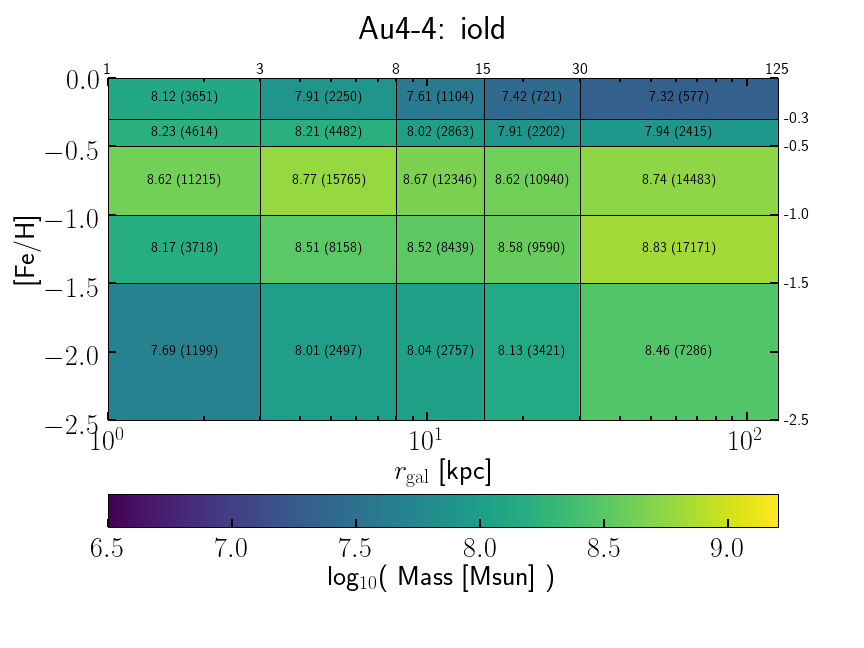 Au4-4: iold
1 3 8 15 30 125
0.0
8.12 (3651) 7.91 (2250) 7.61 (1104) 7.42 (721) 7.32 (577)
-0.3
8.23 (4614) 8.21 (4482) 8.02 (2863) 7.91 (2202) 7.94 (2415)
−0.5 -0.5
8.62 (11215) 8.77 (15765) 8.67 (12346) 8.62 (10940) 8.74 (14483)
−1.0 -1.0
[Fe/H]
8.17 (3718) 8.51 (8158) 8.52 (8439) 8.58 (9590) 8.83 (17171)
−1.5 -1.5
7.69 (1199) 8.01 (2497) 8.04 (2757) 8.13 (3421) 8.46 (7286)
−2.0
−2.5 -2.5
10⁰ 10¹ 10²
r_gal [kpc]
6.5 7.0 7.5 8.0 8.5 9.0
log₁₀( Mass [Msun] )